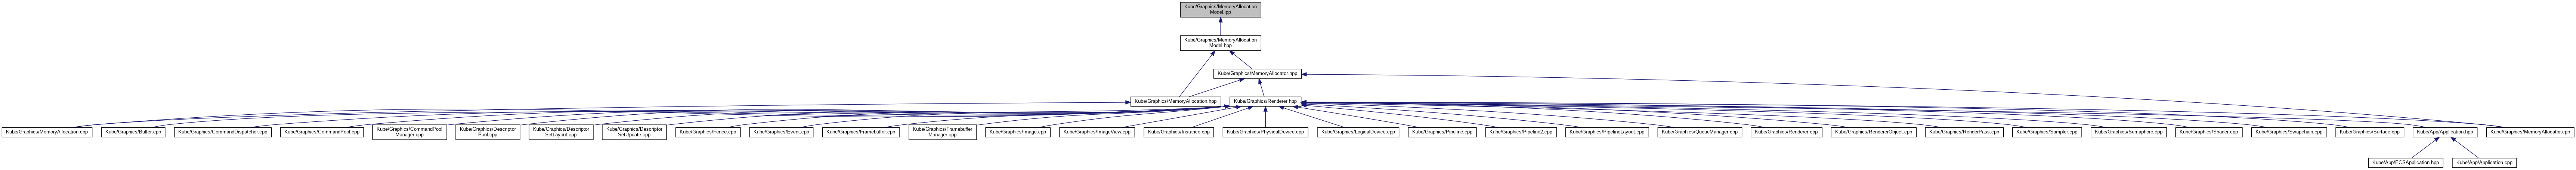 Kube/Graphics/MemoryAllocation
Model.ipp
Kube/Graphics/MemoryAllocation
Model.hpp
Kube/Graphics/MemoryAllocator.hpp
Kube/Graphics/MemoryAllocation.hpp
Kube/Graphics/Renderer.hpp
Kube/Graphics/MemoryAllocation.cpp
Kube/Graphics/Buffer.cpp
Kube/Graphics/CommandDispatcher.cpp
Kube/Graphics/CommandPool.cpp
Kube/Graphics/CommandPool
Manager.cpp
Kube/Graphics/Descriptor
Pool.cpp
Kube/Graphics/Descriptor
SetLayout.cpp
Kube/Graphics/Descriptor
SetUpdate.cpp
Kube/Graphics/Fence.cpp
Kube/Graphics/Event.cpp
Kube/Graphics/Framebuffer.cpp
Kube/Graphics/Framebuffer
Manager.cpp
Kube/Graphics/Image.cpp
Kube/Graphics/ImageView.cpp
Kube/Graphics/Instance.cpp
Kube/Graphics/PhysicalDevice.cpp
Kube/Graphics/LogicalDevice.cpp
Kube/Graphics/Pipeline.cpp
Kube/Graphics/Pipeline2.cpp
Kube/Graphics/PipelineLayout.cpp
Kube/Graphics/QueueManager.cpp
Kube/Graphics/Renderer.cpp
Kube/Graphics/RendererObject.cpp
Kube/Graphics/RenderPass.cpp
Kube/Graphics/Sampler.cpp
Kube/Graphics/Semaphore.cpp
Kube/Graphics/Shader.cpp
Kube/Graphics/Swapchain.cpp
Kube/Graphics/Surface.cpp
Kube/App/Application.hpp
Kube/Graphics/MemoryAllocator.cpp
Kube/App/ECSApplication.hpp
Kube/App/Application.cpp